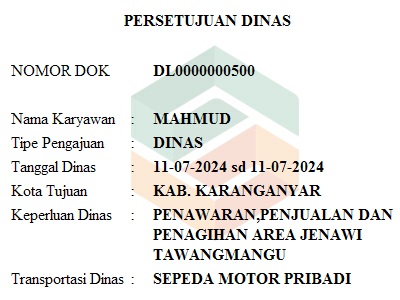 PERSETUJUAN DINAS
NOMOR DOK DL0000000500
Nama Karyawan : MAHMUD
Tipe Pengajuan : DINAS
Tanggal Dinas : 11-07-2024 sd 11-07-2024
Kota Tujuan : KAB. KARANGANYAR
Keperluan Dinas : PENAWARAN,PENJUALAN DAN
PENAGIHAN AREA JENAWI
TAWANGMANGU
Transportasi Dinas : SEPEDA MOTOR PRIBADI